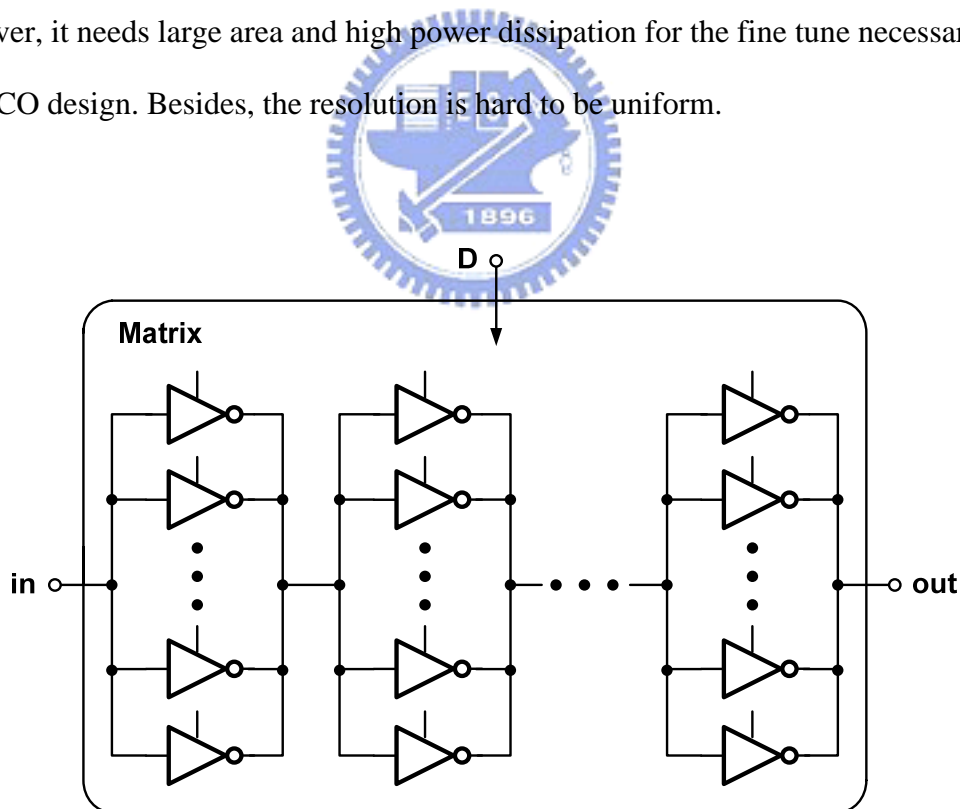 ver, it needs large area and high power dissipation for the fine tune necessar
CO design. Besides, the resolution is hard to be uniform.
1896
D
Matrix
in
out